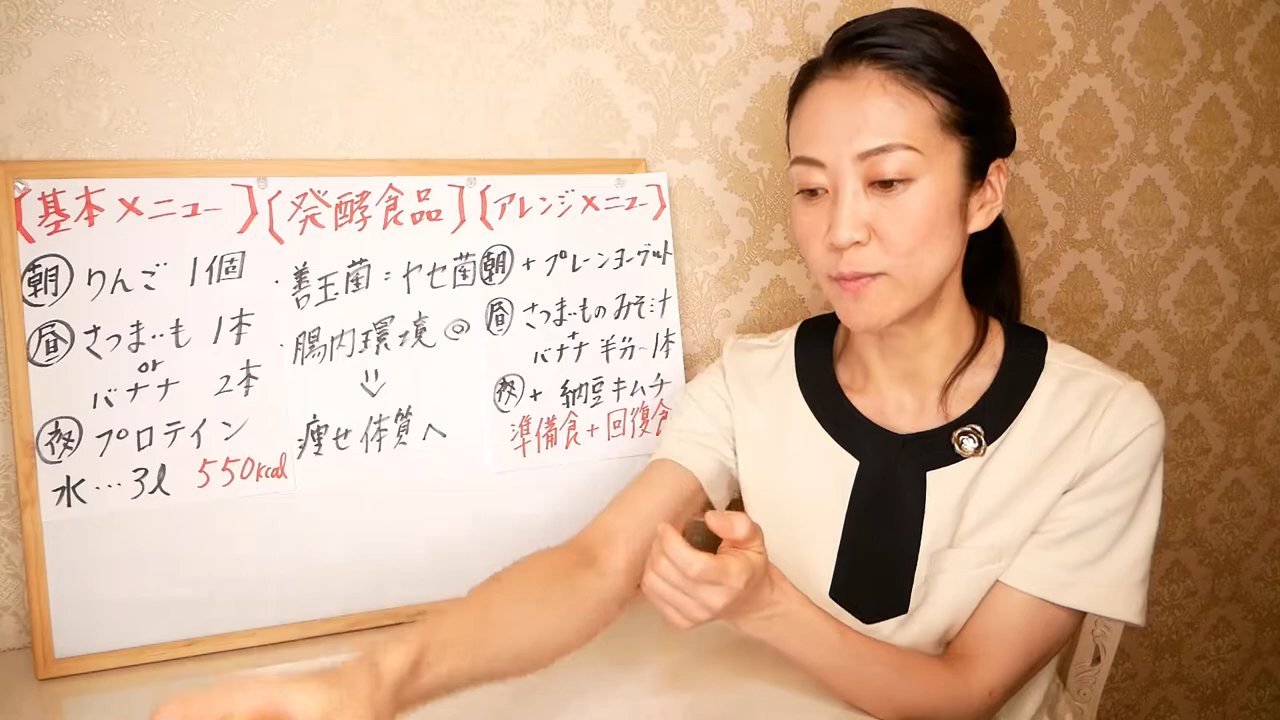 【基本メニュー】
朝 りんご 1個
昼 さつまいも 1本
or
バナナ 2本
夜 プロテイン
水…3ℓ 550kcal
【発酵食品】
・善玉菌=ヤセ菌
・腸内環境◎
⇓
痩せ体質へ
【アレンジメニュー】
朝 +プレーンヨーグルト
昼 さつまいものみそ汁
+
バナナ半分~1本
夜 + 納豆キムチ
準備食+回復食